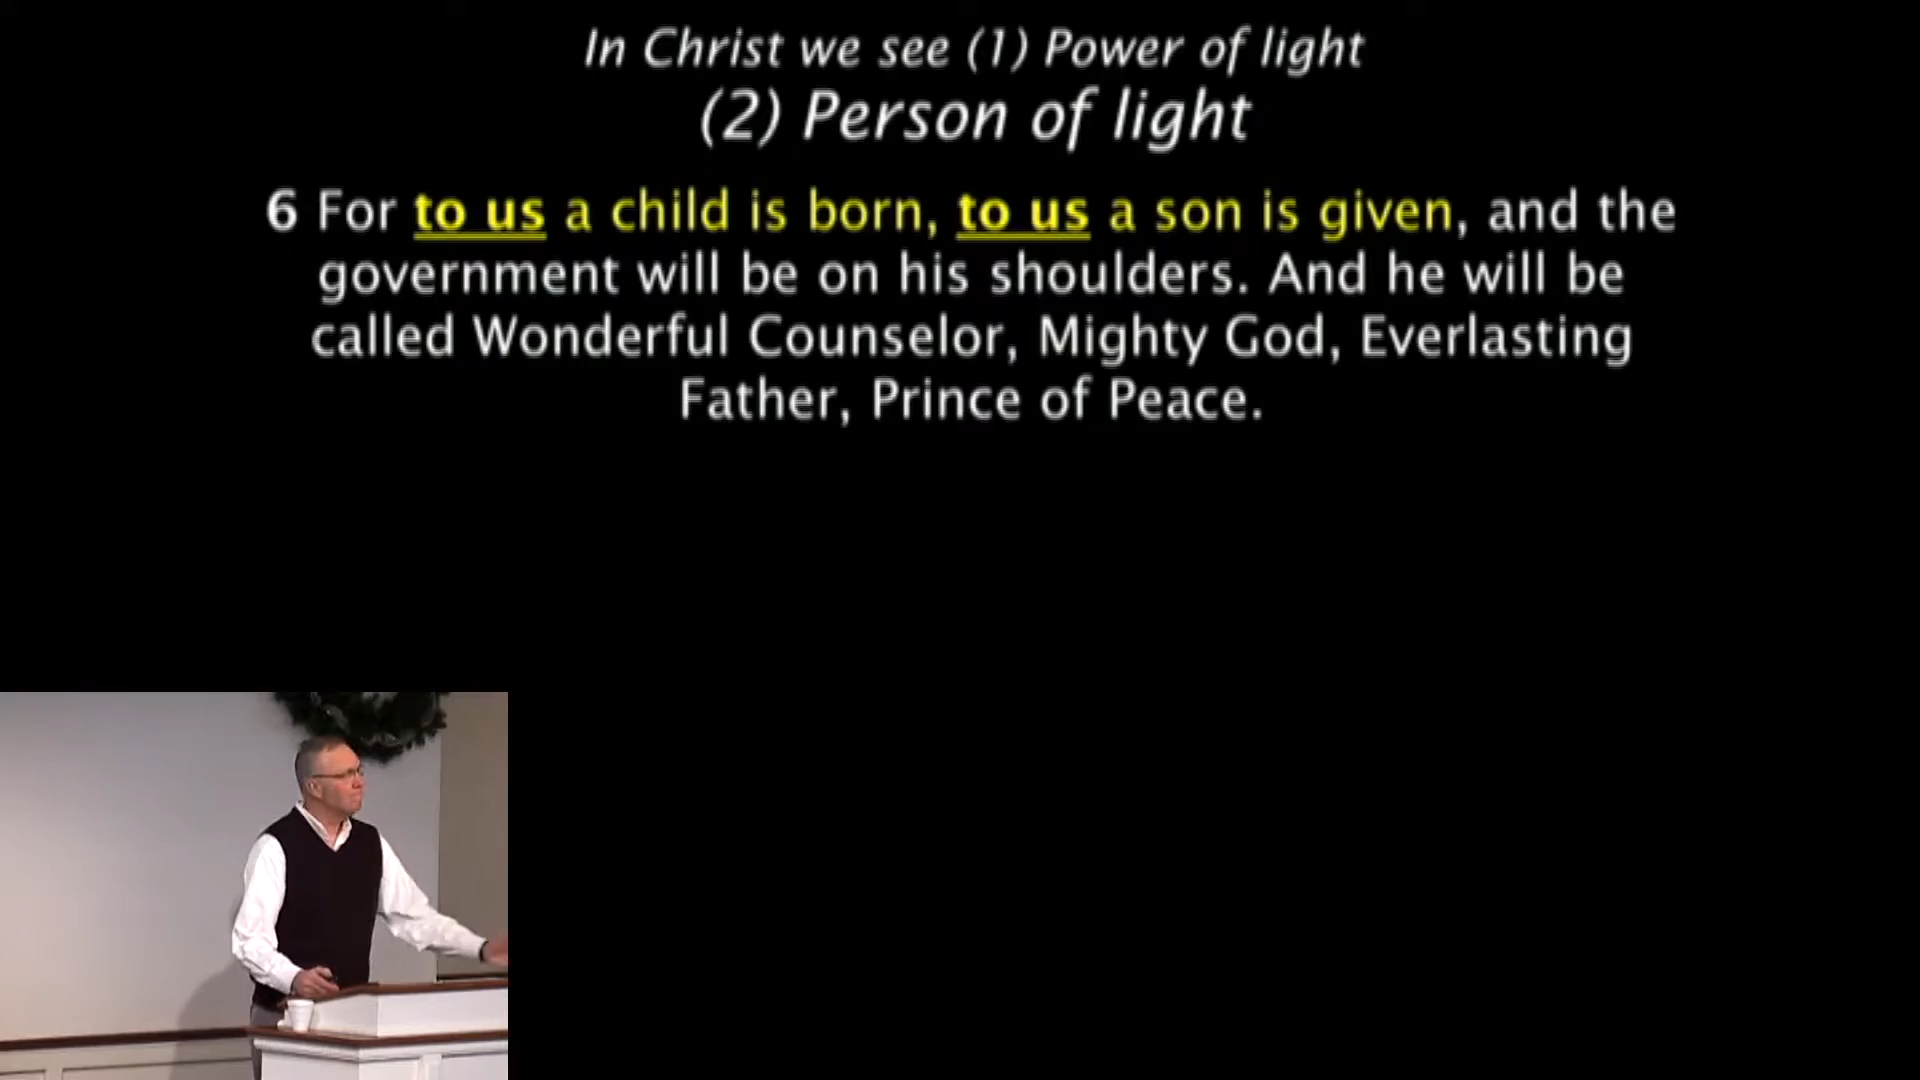 In Christ we see (1) Power of light
(2) Person of light
6 For to us a child is born, to us a son is given, and the
government will be on his shoulders. And he will be
called Wonderful Counselor, Mighty God, Everlasting
Father, Prince of Peace.